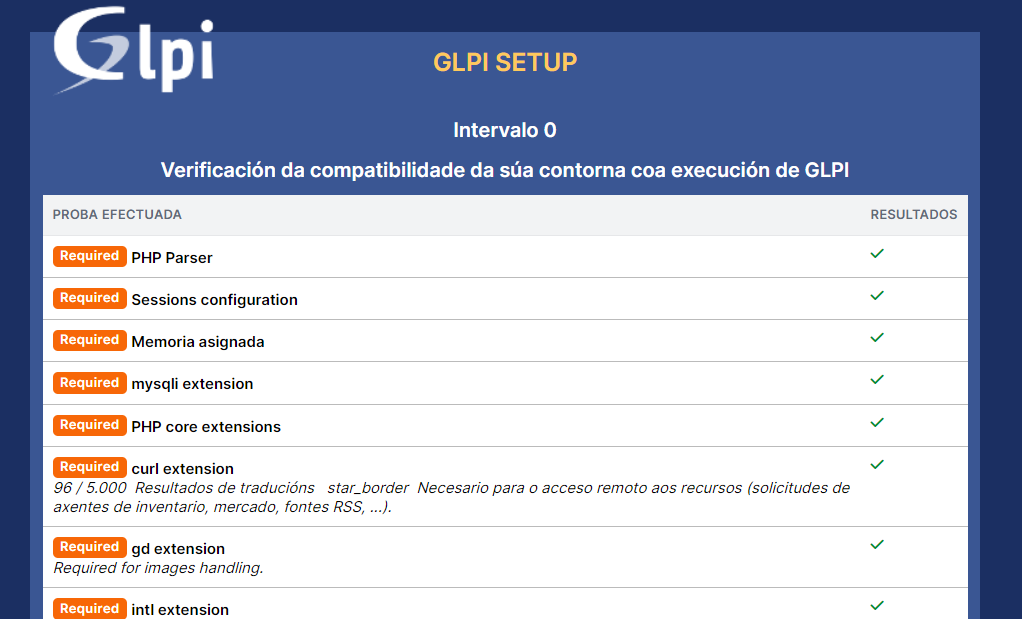 Glpi
GLPI SETUP
Intervalo 0
Verificación da compatibilidade da súa contorna coa execución de GLPI
PROBA EFECTUADA RESULTADOS
Required PHP Parser
Required Sessions configuration
Required Memoria asignada
Required mysqli extension
Required PHP core extensions
Required curl extension
96 / 5.000 Resultados de traducións star_border Necesario para o acceso remoto aos recursos (solicitudes de
axentes de inventario, mercado, fontes RSS, ...).
Required gd extension
Required for images handling.
Required intl extension